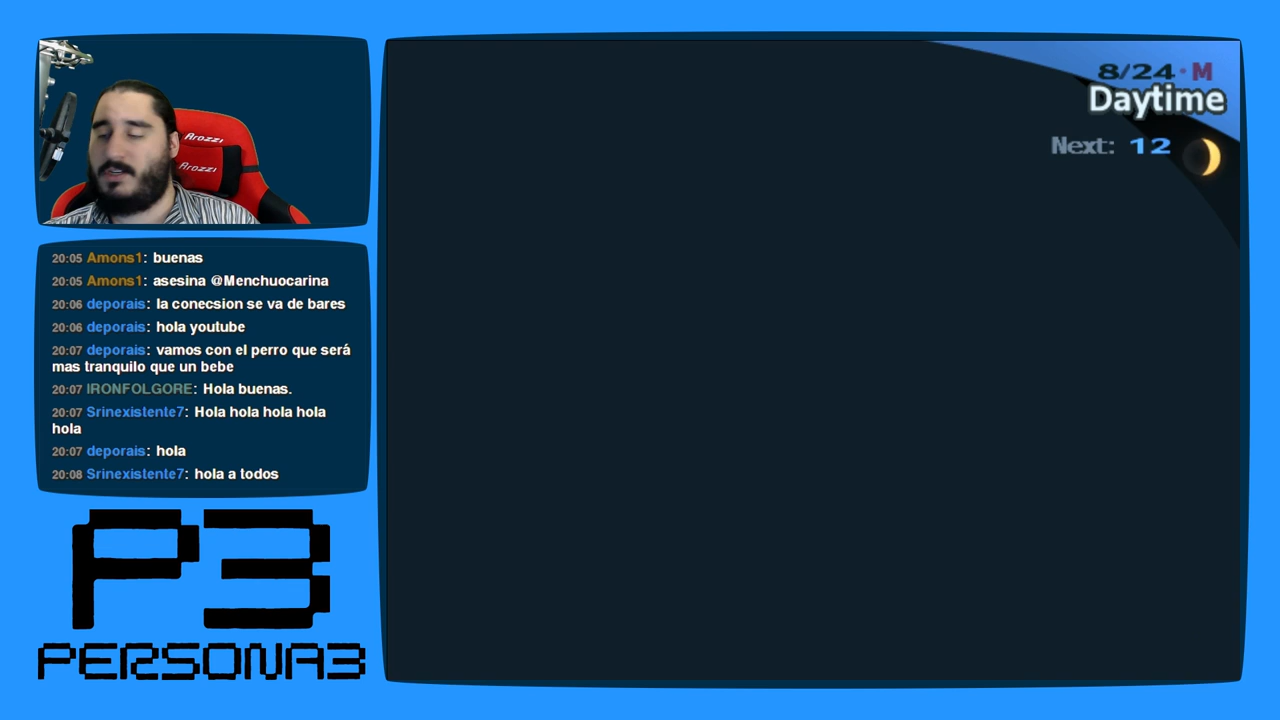 Arozzi
Arozzi
20:05 Amons1: buenas
20:05 Amons1: asesina @Menchuocarina
20:06 deporais: la conecsion se va de bares
20:06 deporais: hola youtube
20:07 deporais: vamos con el perro que será
mas tranquilo que un bebe
20:07 IRONFOLGORE: Hola buenas.
20:07 Srinexistente7: Hola hola hola hola
hola
20:07 deporais: hola
20:08 Srinexistente7: hola a todos
P3
PERSONA3
8/24·M
Daytime
Next: 12